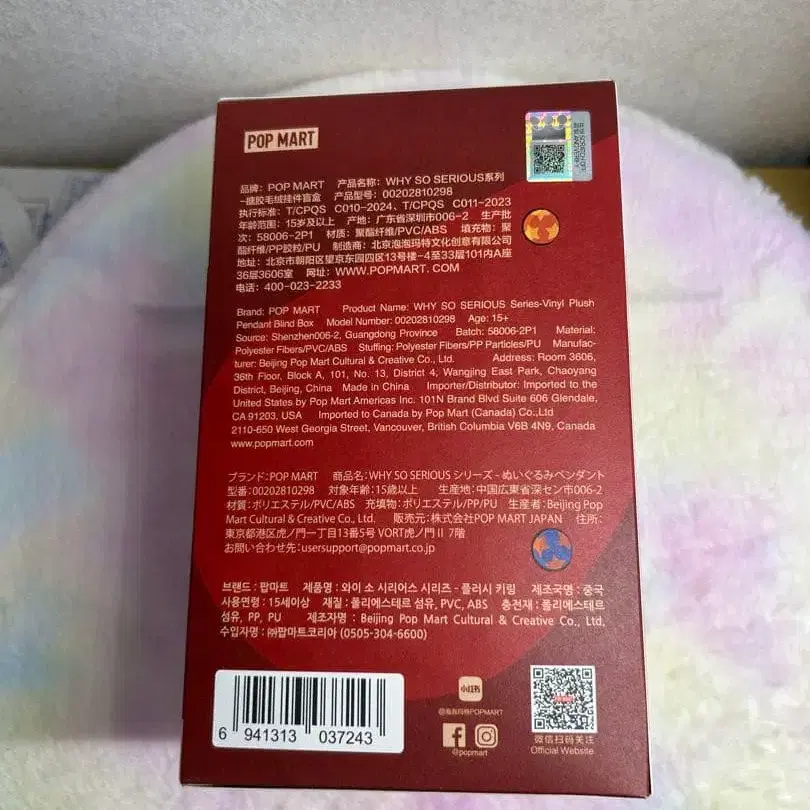 POP MART
品牌：POP MART 产品名称：WHY SO SERIOUS系列
-搪胶毛绒挂件盲盒 产品型号：00202810298
执行标准：T/CPQS C010-2024、T/CPQS C011-2023
年龄范围：15岁及以上 产地：广东省深圳市006-2 生产批
次：58006-2P1 材质：聚酯纤维/PVC/ABS 填充物：聚
酯纤维/PP胶粒/PU 制造商：北京泡泡玛特文化创意有限公司
地址：北京市朝阳区望京东园四区13号楼-4至33层101内A座
36层3606室 网址：WWW.POPMART.COM
电话：400-023-2233
Brand: POP MART Product Name: WHY SO SERIOUS Series-Vinyl Plush
Pendant Blind Box Model Number: 00202810298 Age: 15+
Source: Shenzhen006-2, Guangdong Province Batch: 58006-2P1 Material:
Polyester Fibers/PVC/ABS Stuffing: Polyester Fibers/PP Particles/PU Manufac-
turer: Beijing Pop Mart Cultural & Creative Co., Ltd. Address: Room 3606,
36th Floor, Block A, 101, No. 13, District 4, Wangjing East Park, Chaoyang
District, Beijing, China Made in China Importer/Distributor: Imported to the
United States by Pop Mart Americas Inc. 101N Brand Blvd Suite 606 Glendale,
CA 91203, USA Imported to Canada by Pop Mart (Canada) Co.,Ltd
2110-650 West Georgia Street, Vancouver, British Columbia V6B 4N9, Canada
www.popmart.com
ブランド：POP MART 商品名：WHY SO SERIOUS シリーズ - ぬいぐるみペンダント
型番：00202810298 対象年齢：15歳以上 生産地：中国広東省深セン市006-2
材質：ポリエステル/PVC/ABS 充填物：ポリエステル/PP/PU 生産者：Beijing Pop
Mart Cultural & Creative Co., Ltd. 販売元：株式会社POP MART JAPAN 住所：
東京都港区虎ノ門一丁目13番5号 VORT虎ノ門Ⅱ 7階
お問い合わせ先：usersupport@popmart.co.jp
브랜드 : 팝마트 제품명 : 와이 소 시리어스 시리즈 - 플러시 키링 제조국명 : 중국
사용연령 : 15세이상 재질 : 폴리에스테르 섬유, PVC, ABS 충전재 : 폴리에스테르
섬유, PP, PU 제조자명 : Beijing Pop Mart Cultural & Creative Co., Ltd.
수입자명 : ㈜팝마트코리아 (0505-304-6600)
6 941313 037243
小红书
@泡泡玛特POPMART
@popmart
微信扫码关注
Official Website